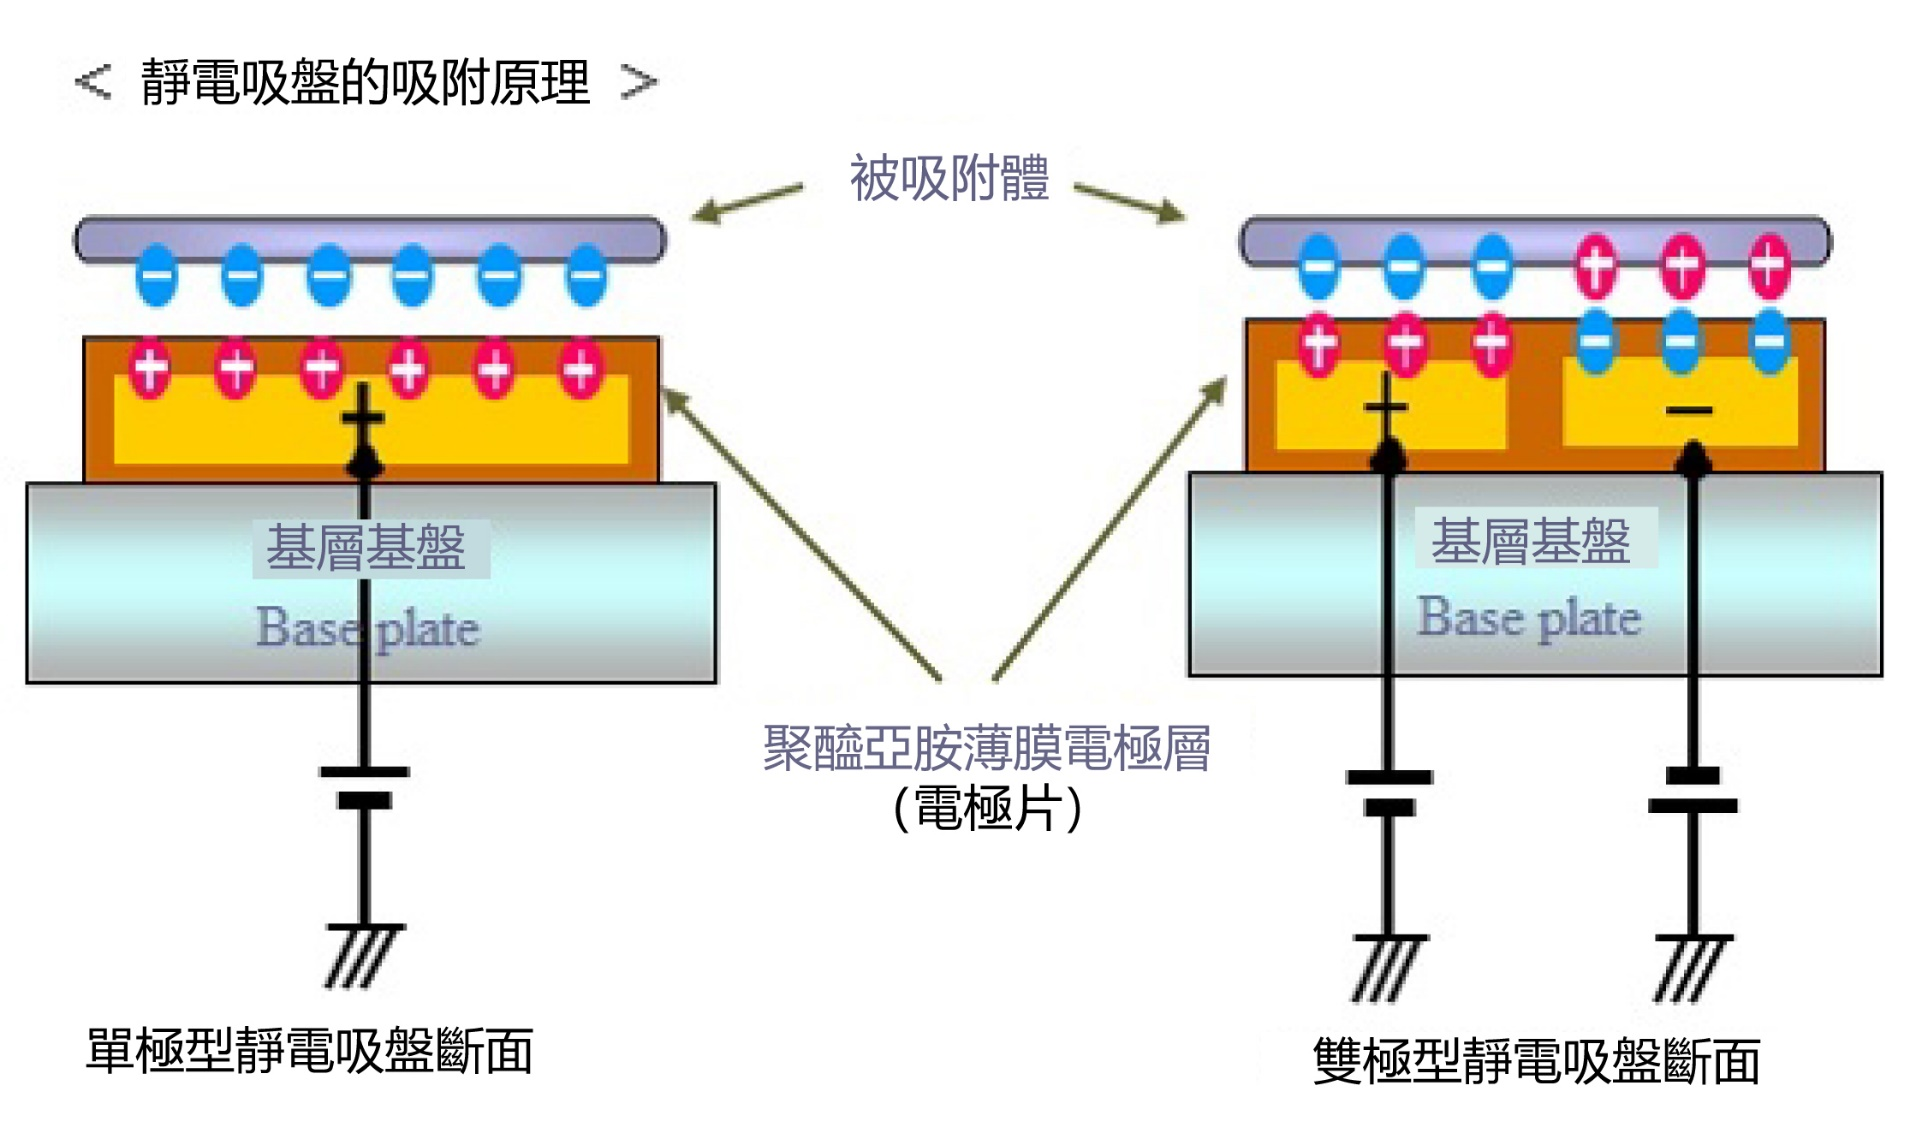 < 靜電吸盤的吸附原理 >
被吸附體
基層基盤
Base plate
基層基盤
Base plate
聚醯亞胺薄膜電極層
(電極片)
單極型靜電吸盤斷面
雙極型靜電吸盤斷面